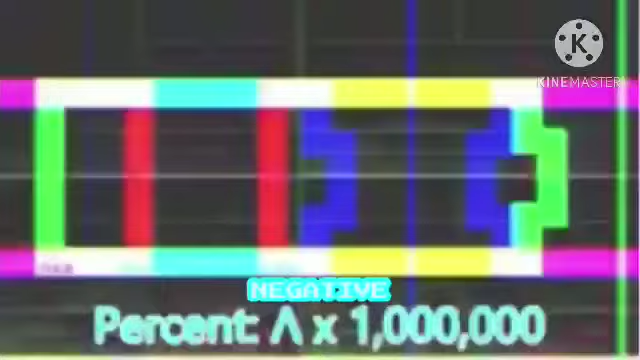 K
KINEMASTER
NEGATIVE
Percent: Λ x 1,000,000